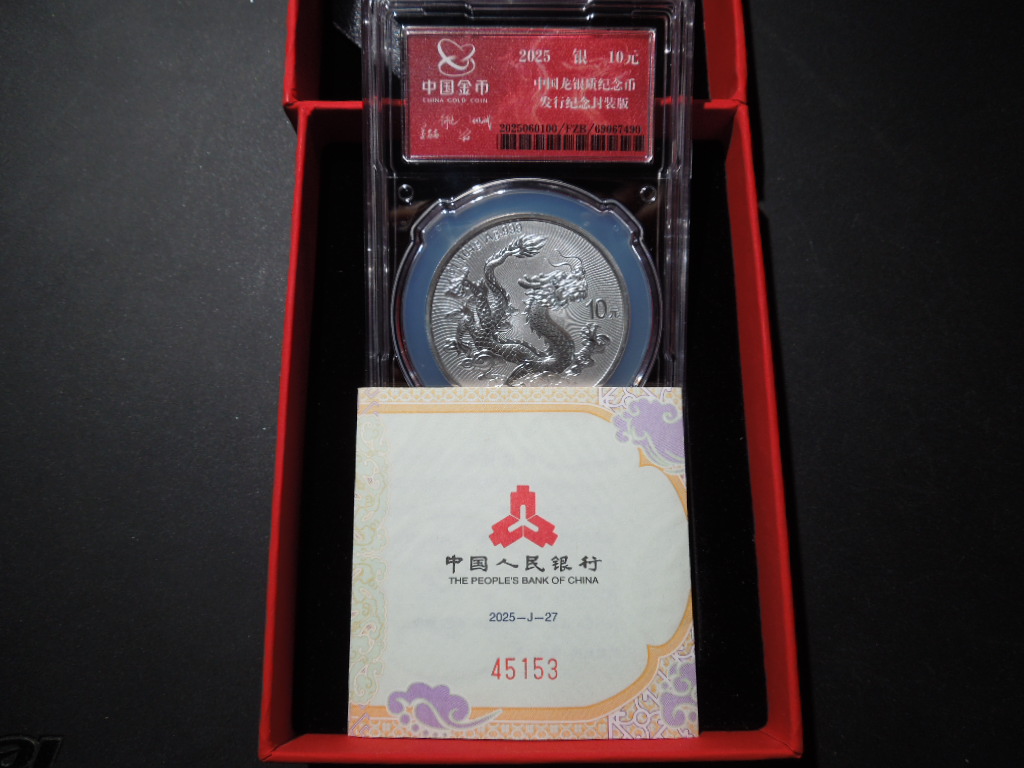 2025 银 10元
中国金币
CHINA GOLD COIN
中国龙银质纪念币
发行纪念封装版
2025060100/FZB/69067490
10元
中国人民银行
THE PEOPLE'S BANK OF CHINA
2025-J-27
45153